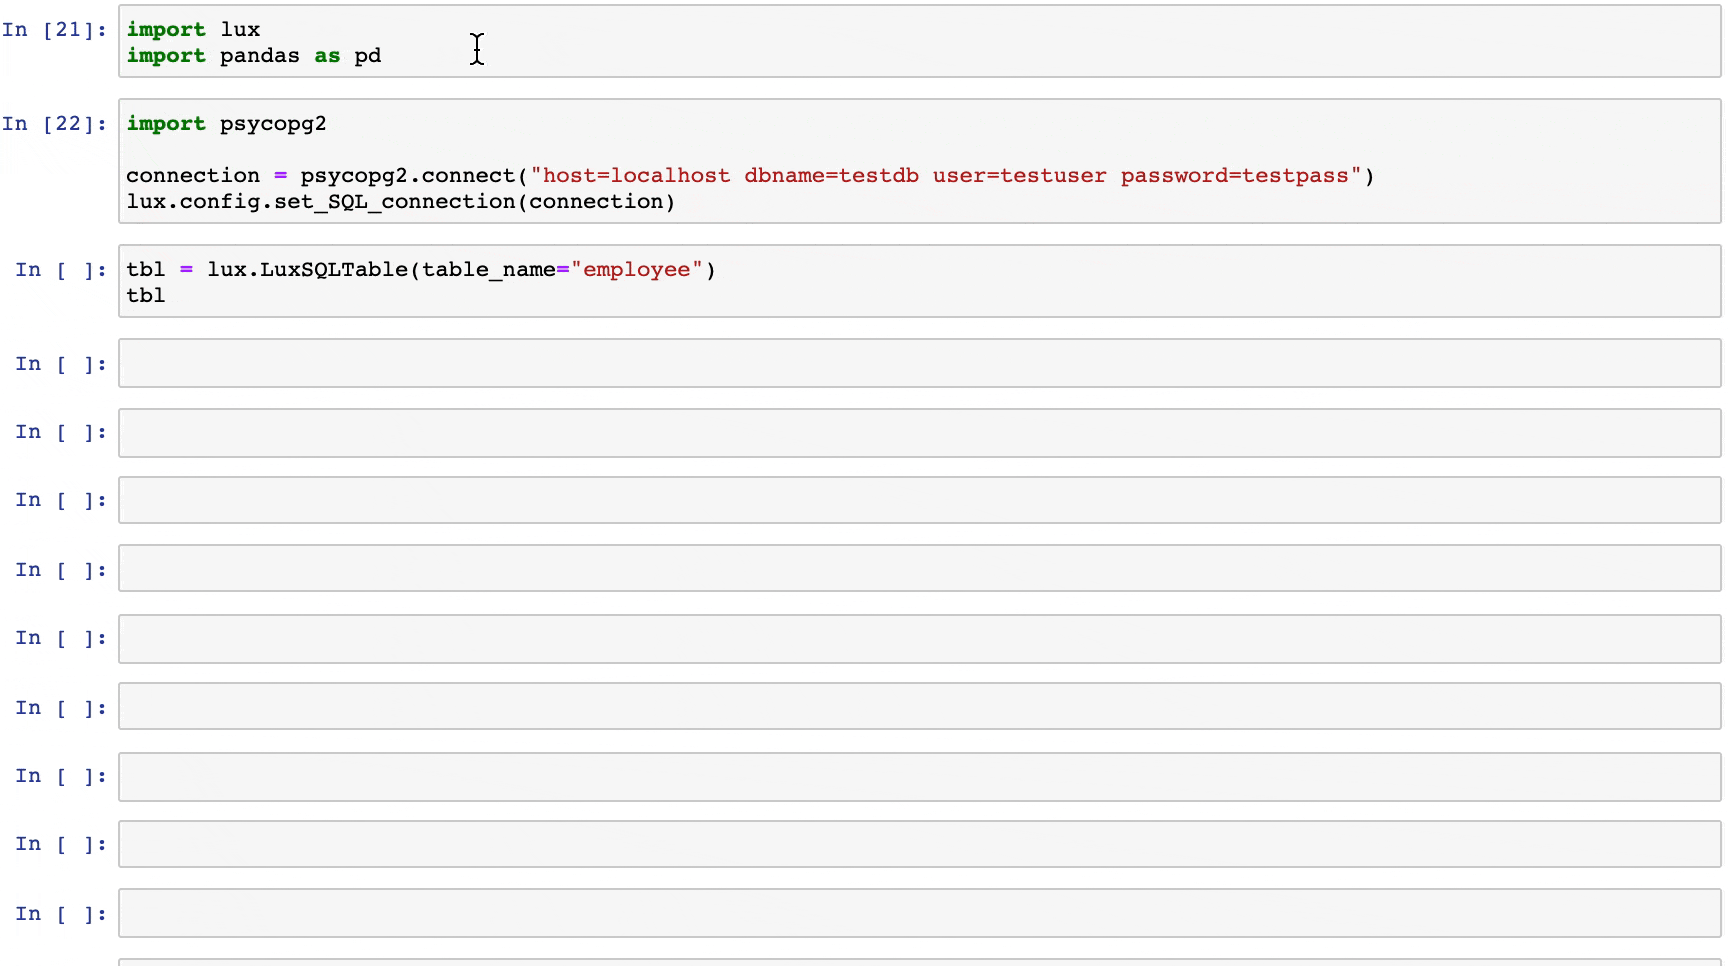 In [21]: import lux
import pandas as pd
In [22]: import psycopg2
connection = psycopg2.connect("host=localhost dbname=testdb user=testuser password=testpass")
lux.config.set_SQL_connection(connection)
In [ ]: tbl = lux.LuxSQLTable(table_name="employee")
tbl
In [ ]:
In [ ]:
In [ ]:
In [ ]:
In [ ]:
In [ ]:
In [ ]:
In [ ]:
In [ ]: